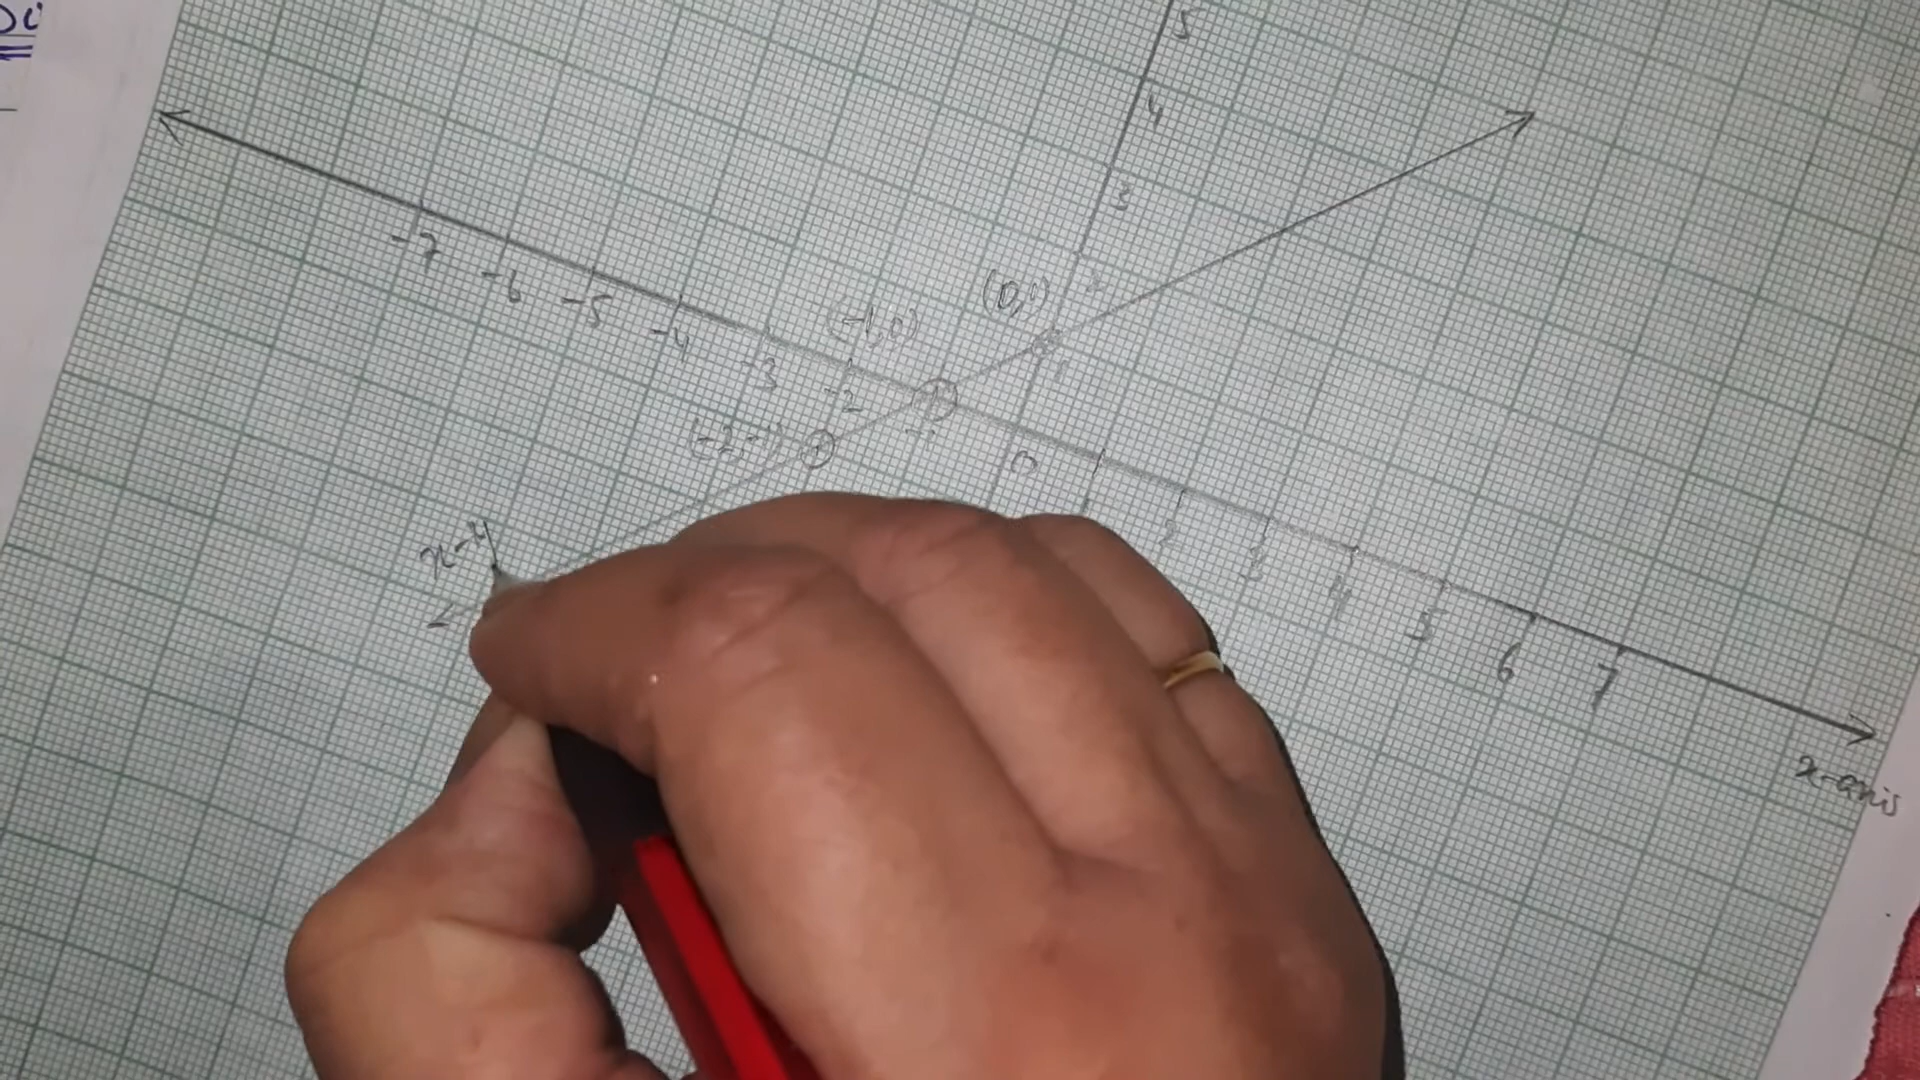 5
4
3
2
(0,1)
1
(-1,0)
-7 -6 -5 -4 -3 -2 -1 0 2 3 4 5 6 7
(-2,-1)
x-y
x-axis